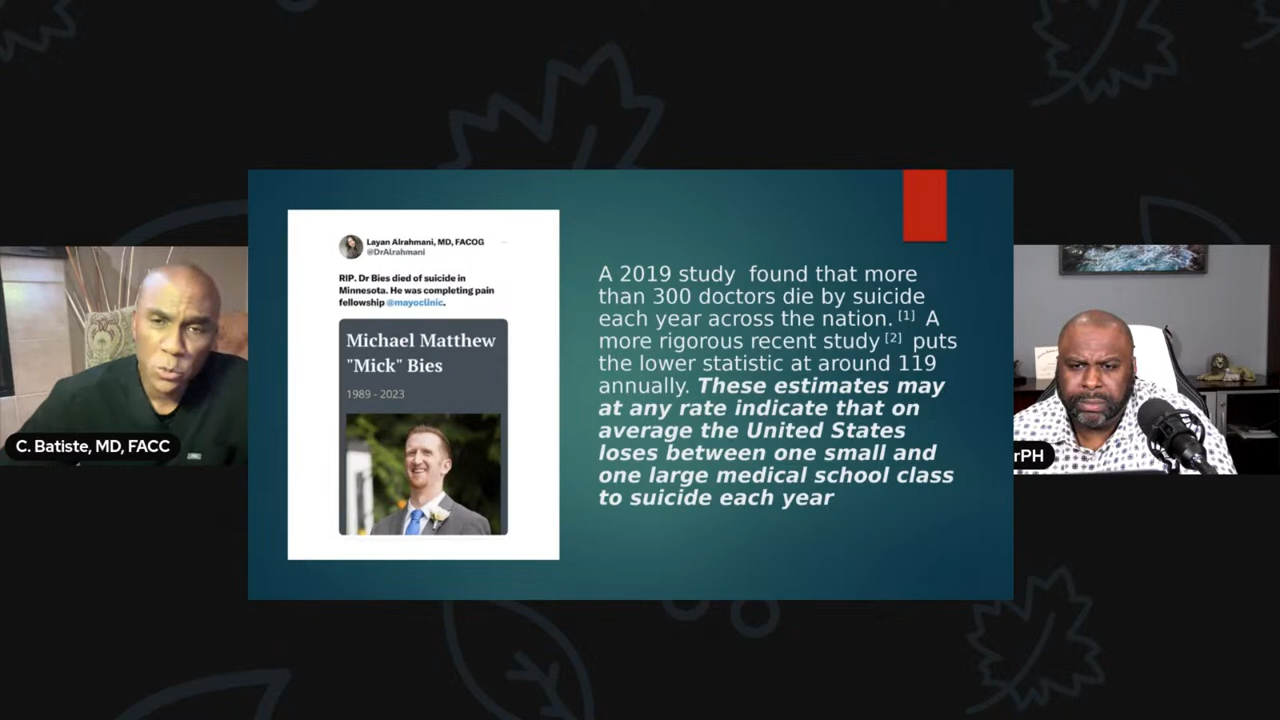 Layan Alrahmani, MD, FACOG
@DrAlrahmani
RIP. Dr Bies died of suicide in
Minnesota. He was completing pain
fellowship @mayoclinic.
Michael Matthew
"Mick" Bies
1989 - 2023
A 2019 study found that more
than 300 doctors die by suicide
each year across the nation. [1] A
more rigorous recent study [2] puts
the lower statistic at around 119
annually. These estimates may
at any rate indicate that on
average the United States
loses between one small and
one large medical school class
to suicide each year
C. Batiste, MD, FACC
rPH